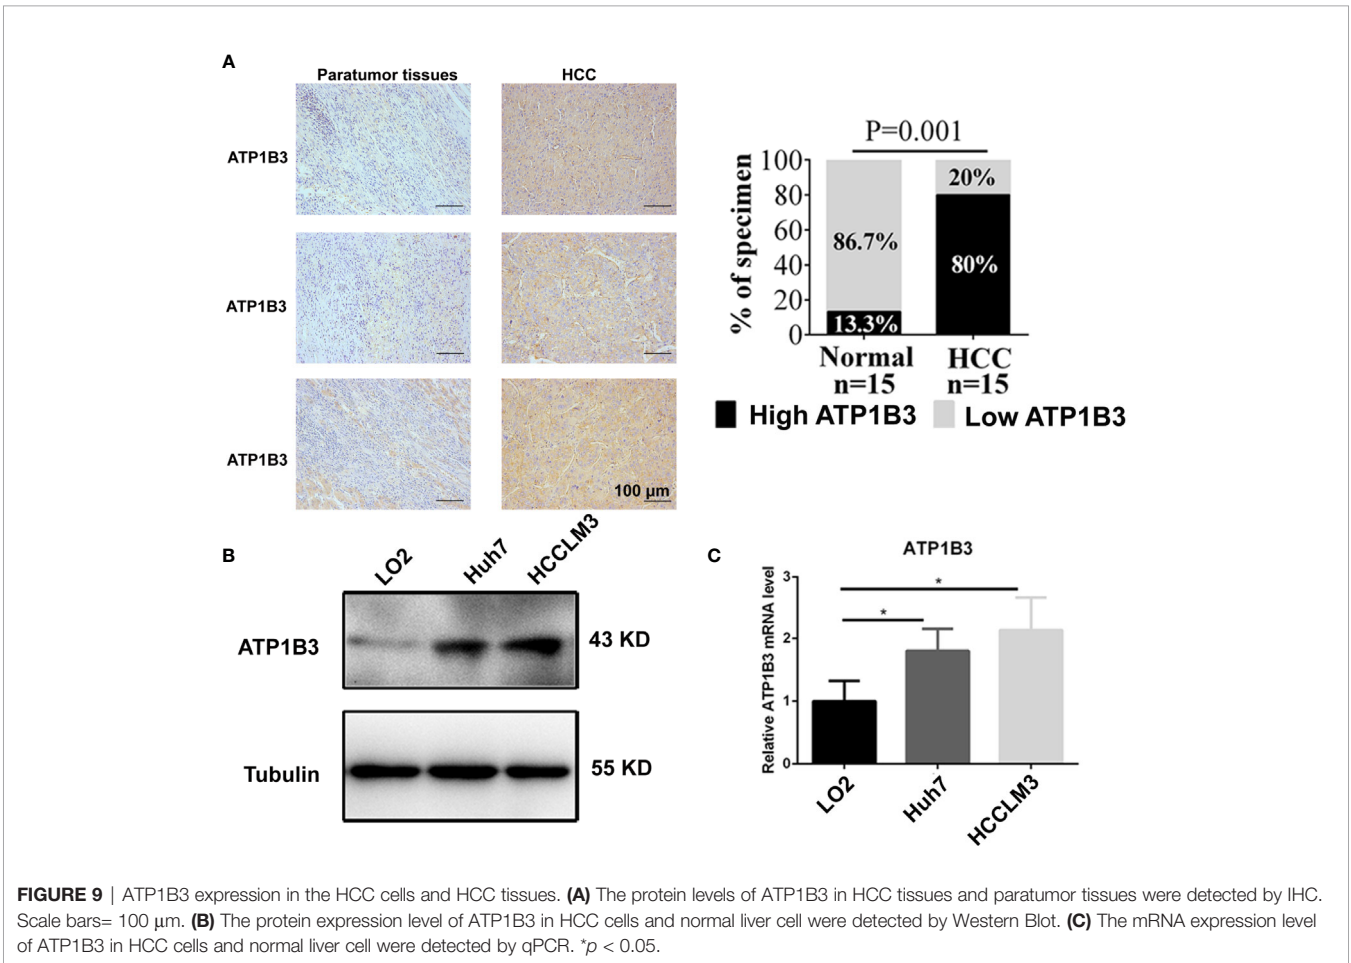 A
Paratumor tissues HCC
ATP1B3
ATP1B3
ATP1B3
100 µm
P=0.001
% of specimen
100
80
60
40
20
0
86.7%
13.3%
20%
80%
Normal HCC
n=15 n=15
High ATP1B3 Low ATP1B3
B
LO2 Huh7 HCCLM3
ATP1B3 43 KD
Tubulin 55 KD
C
ATP1B3
Relative ATP1B3 mRNA level
3
2
1
0
*
*
LO2 Huh7 HCCLM3
FIGURE 9 | ATP1B3 expression in the HCC cells and HCC tissues. (A) The protein levels of ATP1B3 in HCC tissues and paratumor tissues were detected by IHC.
Scale bars= 100 µm. (B) The protein expression level of ATP1B3 in HCC cells and normal liver cell were detected by Western Blot. (C) The mRNA expression level
of ATP1B3 in HCC cells and normal liver cell were detected by qPCR. *p < 0.05.